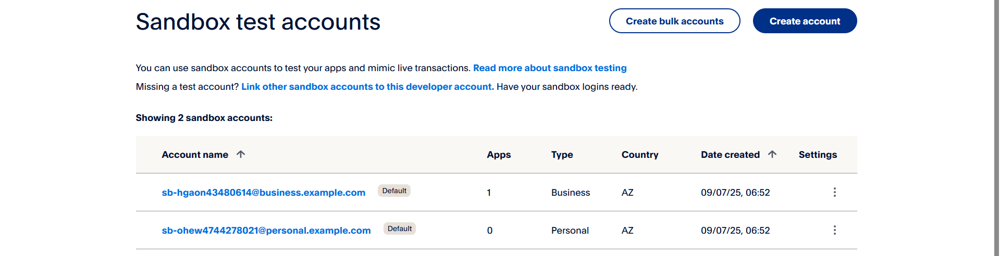 Sandbox test accounts
Create bulk accounts
Create account
You can use sandbox accounts to test your apps and mimic live transactions. Read more about sandbox testing
Missing a test account? Link other sandbox accounts to this developer account. Have your sandbox logins ready.
Showing 2 sandbox accounts:
Account name Apps Type Country Date created Settings
sb-hgaon43480614@business.example.com Default 1 Business AZ 09/07/25, 06:52
sb-ohew4744278021@personal.example.com Default 0 Personal AZ 09/07/25, 06:52